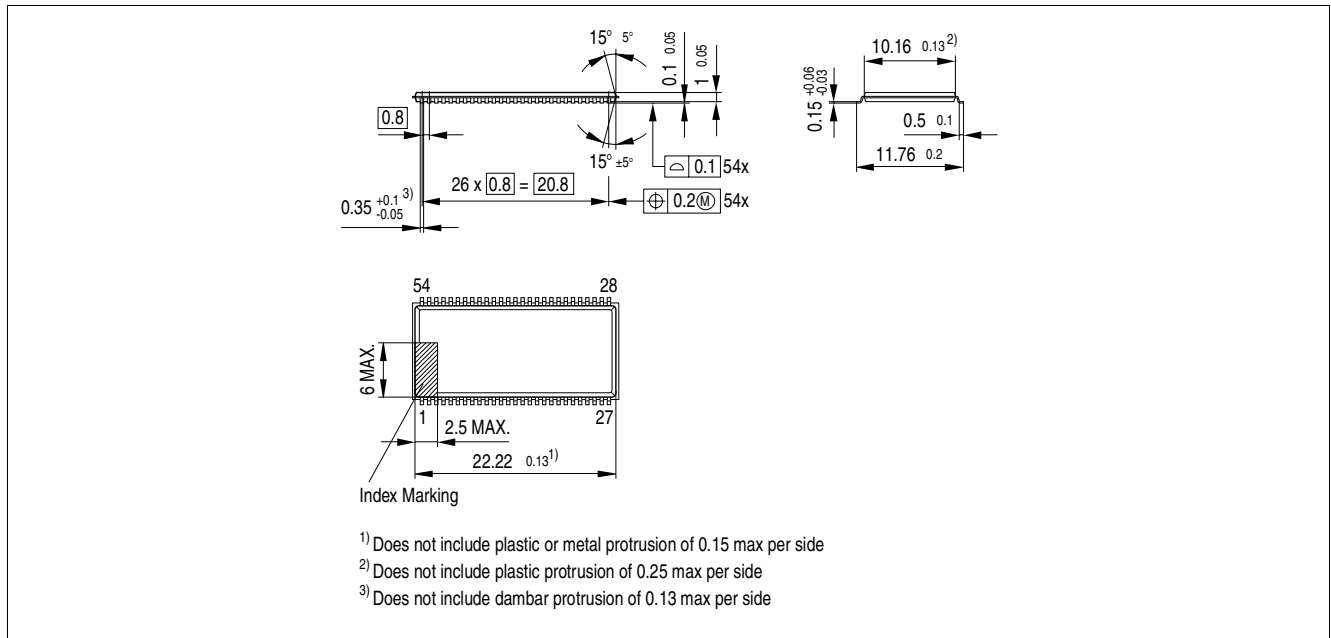 15° 5°
0.1 0.05
1 0.05
10.16 0.13 2)
0.15 +0.06 -0.03
0.8
0.5 0.1
11.76 0.2
15° ±5°
⌓ 0.1 54x
26 x 0.8 = 20.8
⌖ 0.2 Ⓜ 54x
0.35 +0.1 -0.05 3)
54 28
6 MAX.
1 27
2.5 MAX.
22.22 0.13 1)
Index Marking
1) Does not include plastic or metal protrusion of 0.15 max per side
2) Does not include plastic protrusion of 0.25 max per side
3) Does not include dambar protrusion of 0.13 max per side